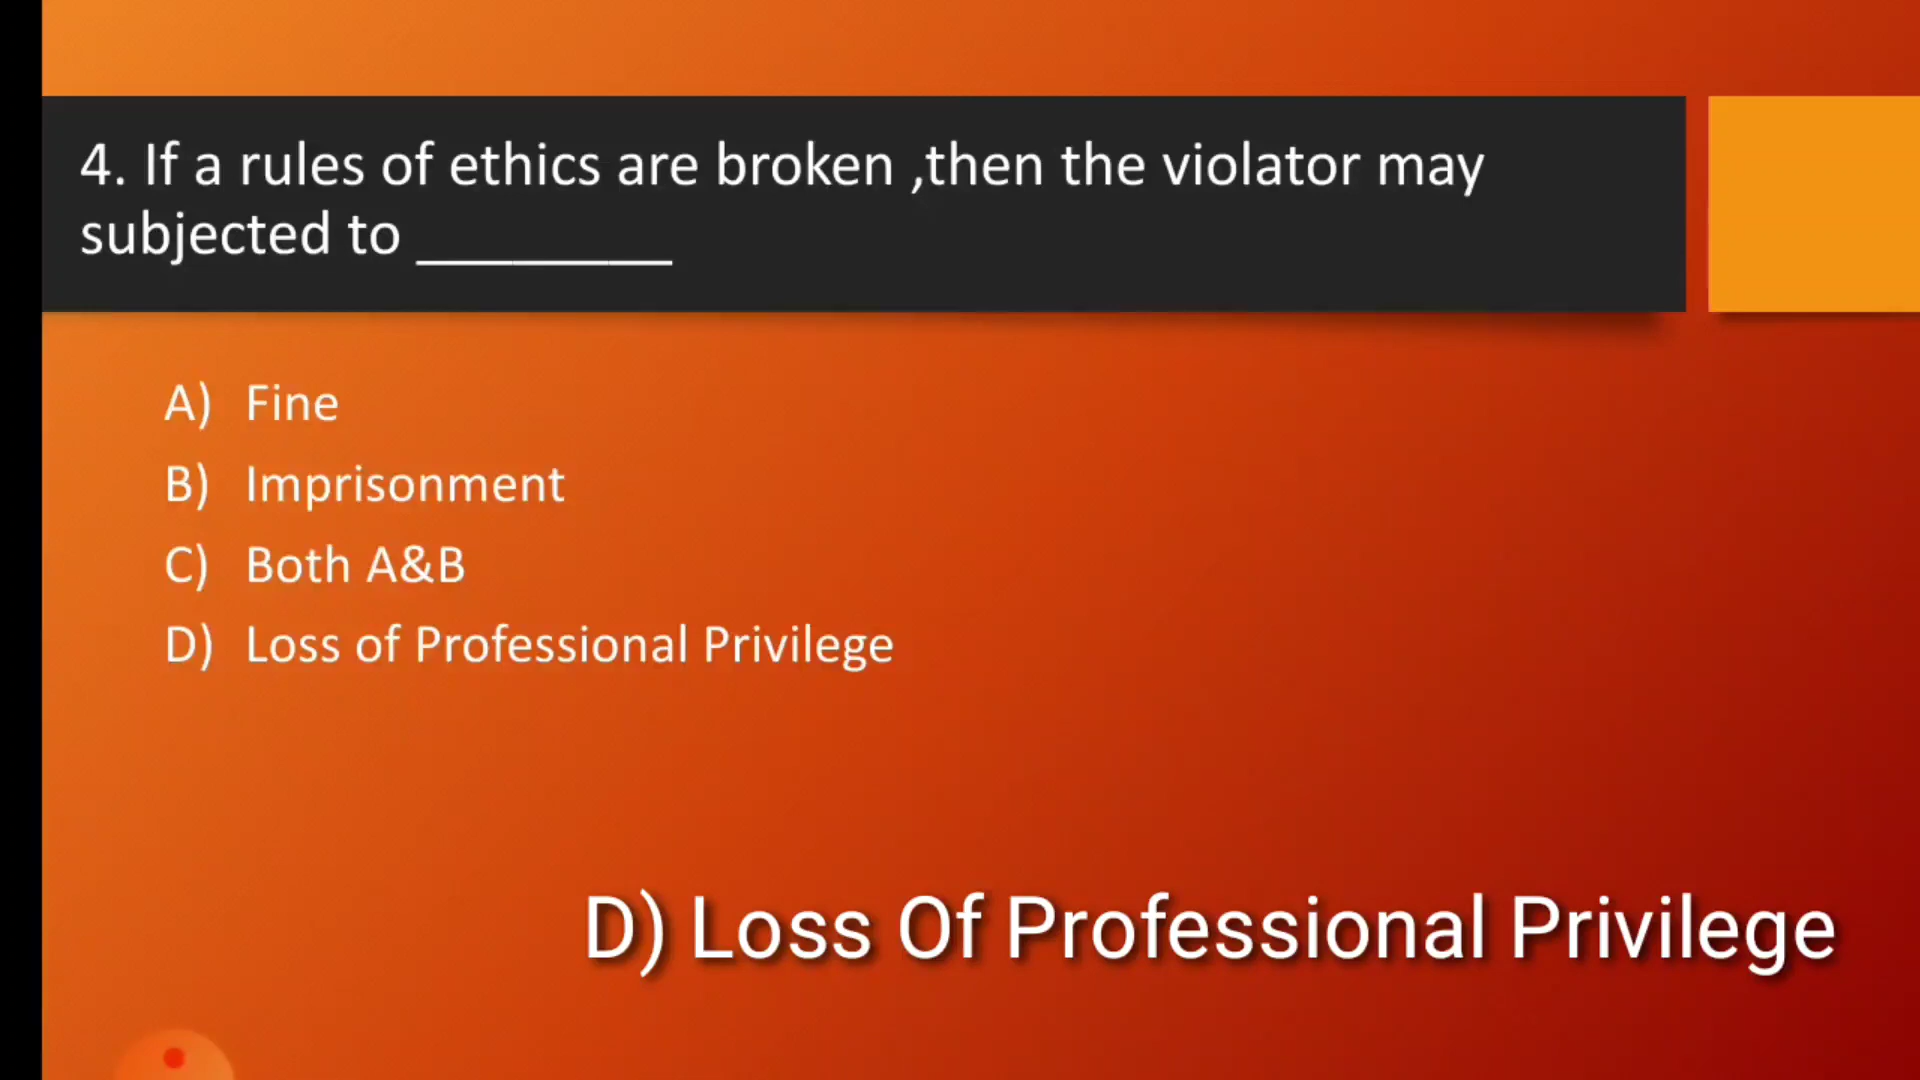 4. If a rules of ethics are broken ,then the violator may
subjected to ________
A) Fine
B) Imprisonment
C) Both A&B
D) Loss of Professional Privilege
D) Loss Of Professional Privilege